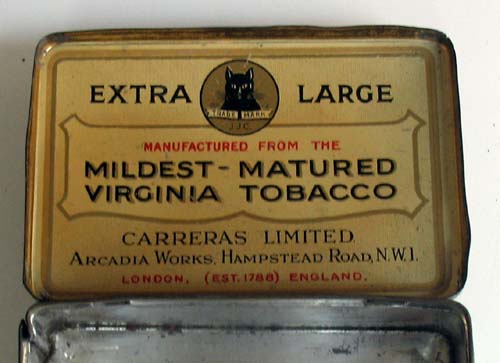 EXTRA LARGE
TRADE MARK
J.J.C.
MANUFACTURED FROM THE
MILDEST-MATURED
VIRGINIA TOBACCO
CARRERAS LIMITED
ARCADIA WORKS, HAMPSTEAD ROAD, N.W.1.
LONDON, (EST. 1788) ENGLAND.